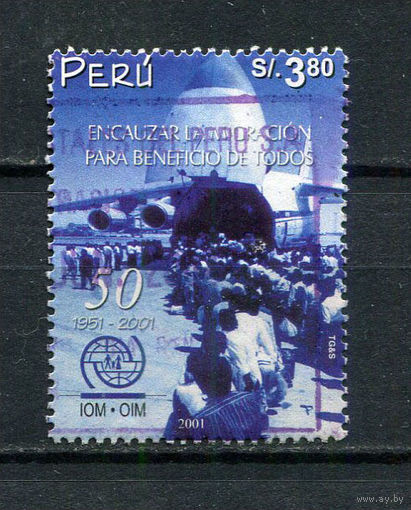 PERÚ
S/.3.80
ENCAUZAR LA MIGRACIÓN
PARA BENEFICIO DE TODOS
50
1951 - 2001
IOM • OIM
2001
TG&S
www.ay.by